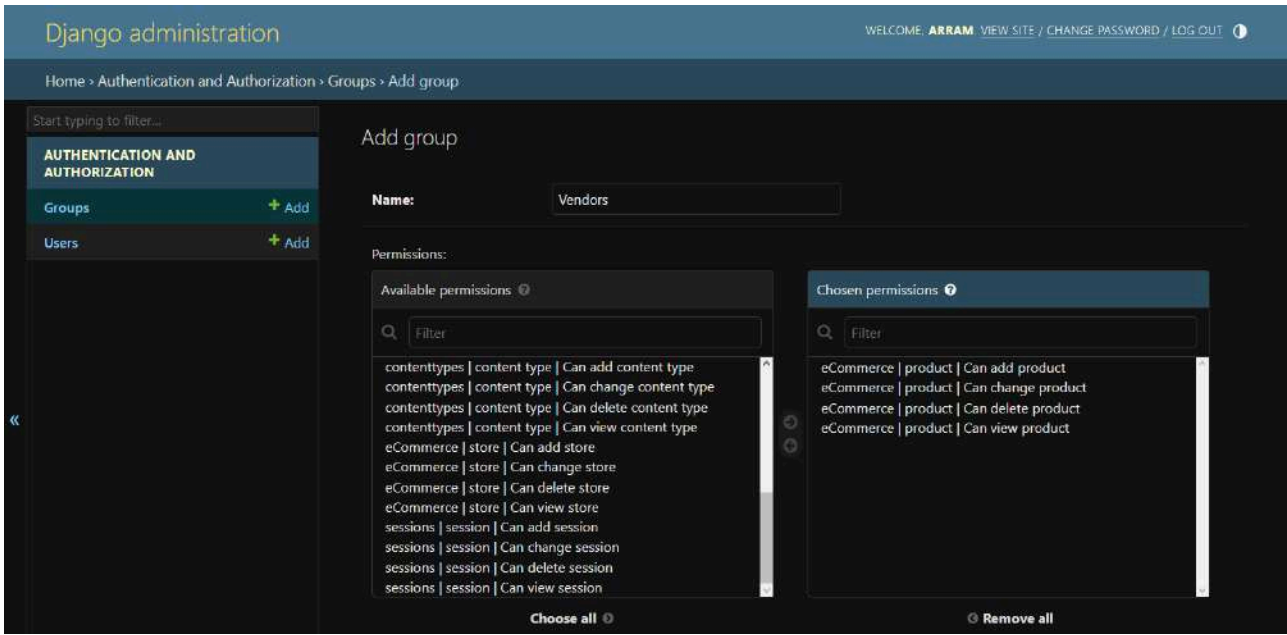 Django administration
WELCOME, ARRAM. VIEW SITE / CHANGE PASSWORD / LOG OUT
Home › Authentication and Authorization › Groups › Add group
Start typing to filter...
AUTHENTICATION AND
AUTHORIZATION
Groups
+ Add
Users
+ Add
«
Add group
Name:
Vendors
Permissions:
Available permissions
Filter
contenttypes | content type | Can add content type
contenttypes | content type | Can change content type
contenttypes | content type | Can delete content type
contenttypes | content type | Can view content type
eCommerce | store | Can add store
eCommerce | store | Can change store
eCommerce | store | Can delete store
eCommerce | store | Can view store
sessions | session | Can add session
sessions | session | Can change session
sessions | session | Can delete session
sessions | session | Can view session
Choose all
Chosen permissions
Filter
eCommerce | product | Can add product
eCommerce | product | Can change product
eCommerce | product | Can delete product
eCommerce | product | Can view product
Remove all